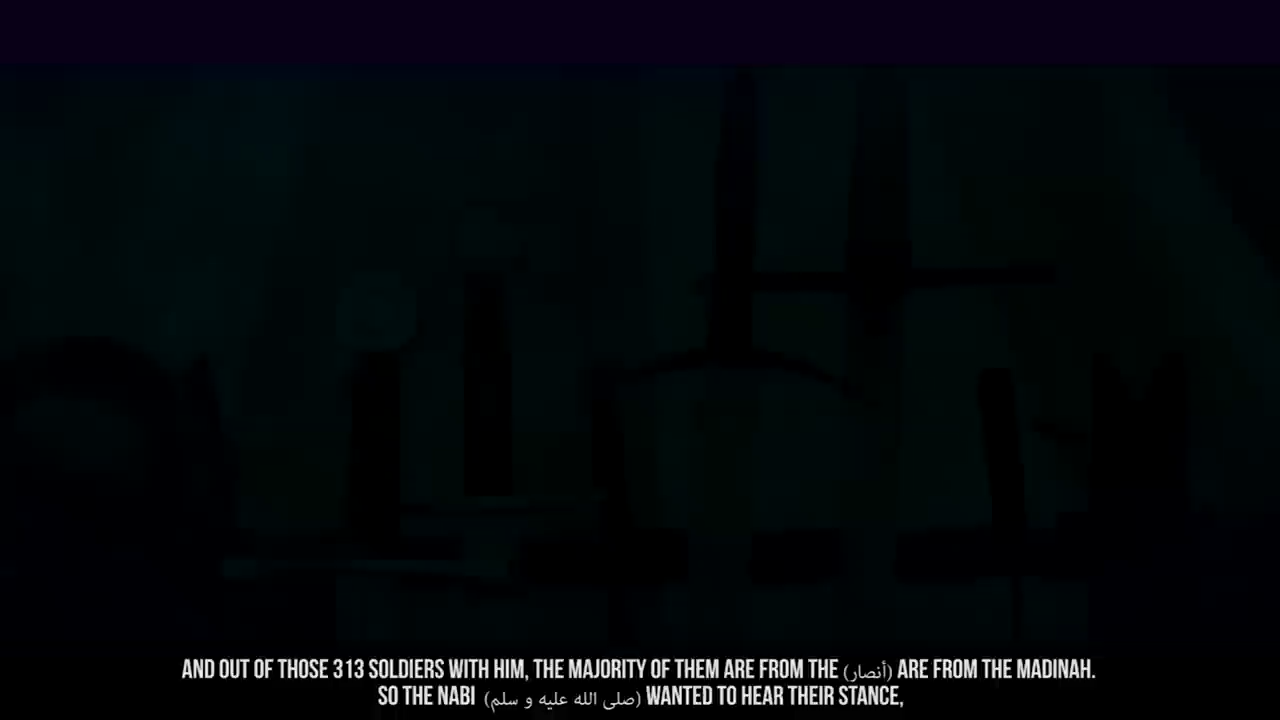 AND OUT OF THOSE 313 SOLDIERS WITH HIM, THE MAJORITY OF THEM ARE FROM THE (أنصار) ARE FROM THE MADINAH.
SO THE NABI (صلى الله عليه و سلم) WANTED TO HEAR THEIR STANCE,